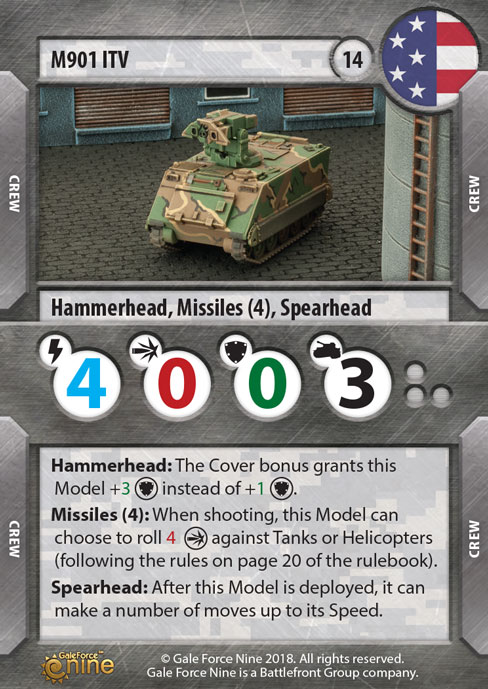 M901 ITV
14
CREW
CREW
Hammerhead, Missiles (4), Spearhead
4
0
0
3
Hammerhead: The Cover bonus grants this
Model +3 instead of +1 .
Missiles (4): When shooting, this Model can
choose to roll 4 against Tanks or Helicopters
(following the rules on page 20 of the rulebook).
Spearhead: After this Model is deployed, it can
make a number of moves up to its Speed.
CREW
CREW
GaleForce™
nine
© Gale Force Nine 2018. All rights reserved.
Gale Force Nine is a Battlefront Group company.